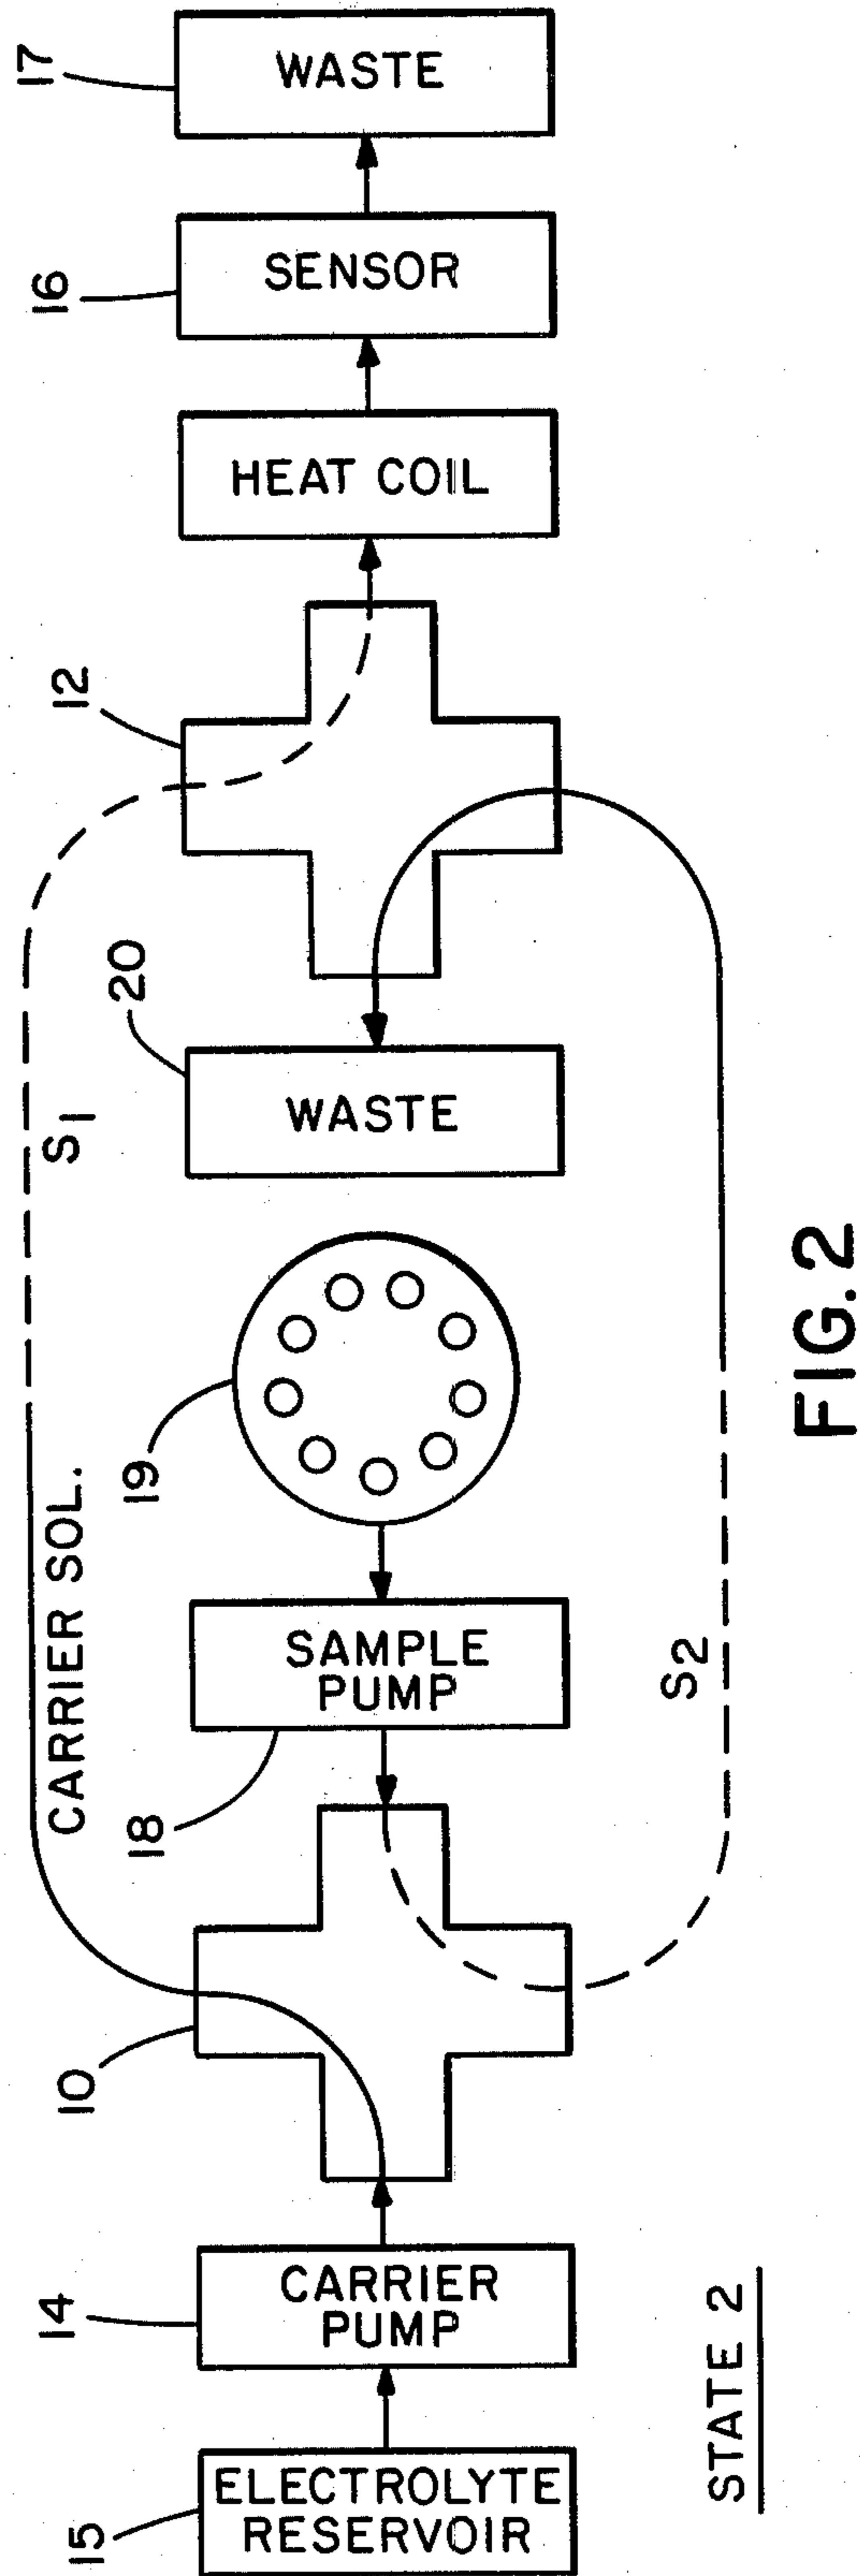 17
WASTE
16
SENSOR
HEAT COIL
12
S1
20
WASTE
19
CARRIER SOL.
SAMPLE
PUMP
18
S2
10
14
CARRIER
PUMP
15
ELECTROLYTE
RESERVOIR
STATE 2
FIG. 2